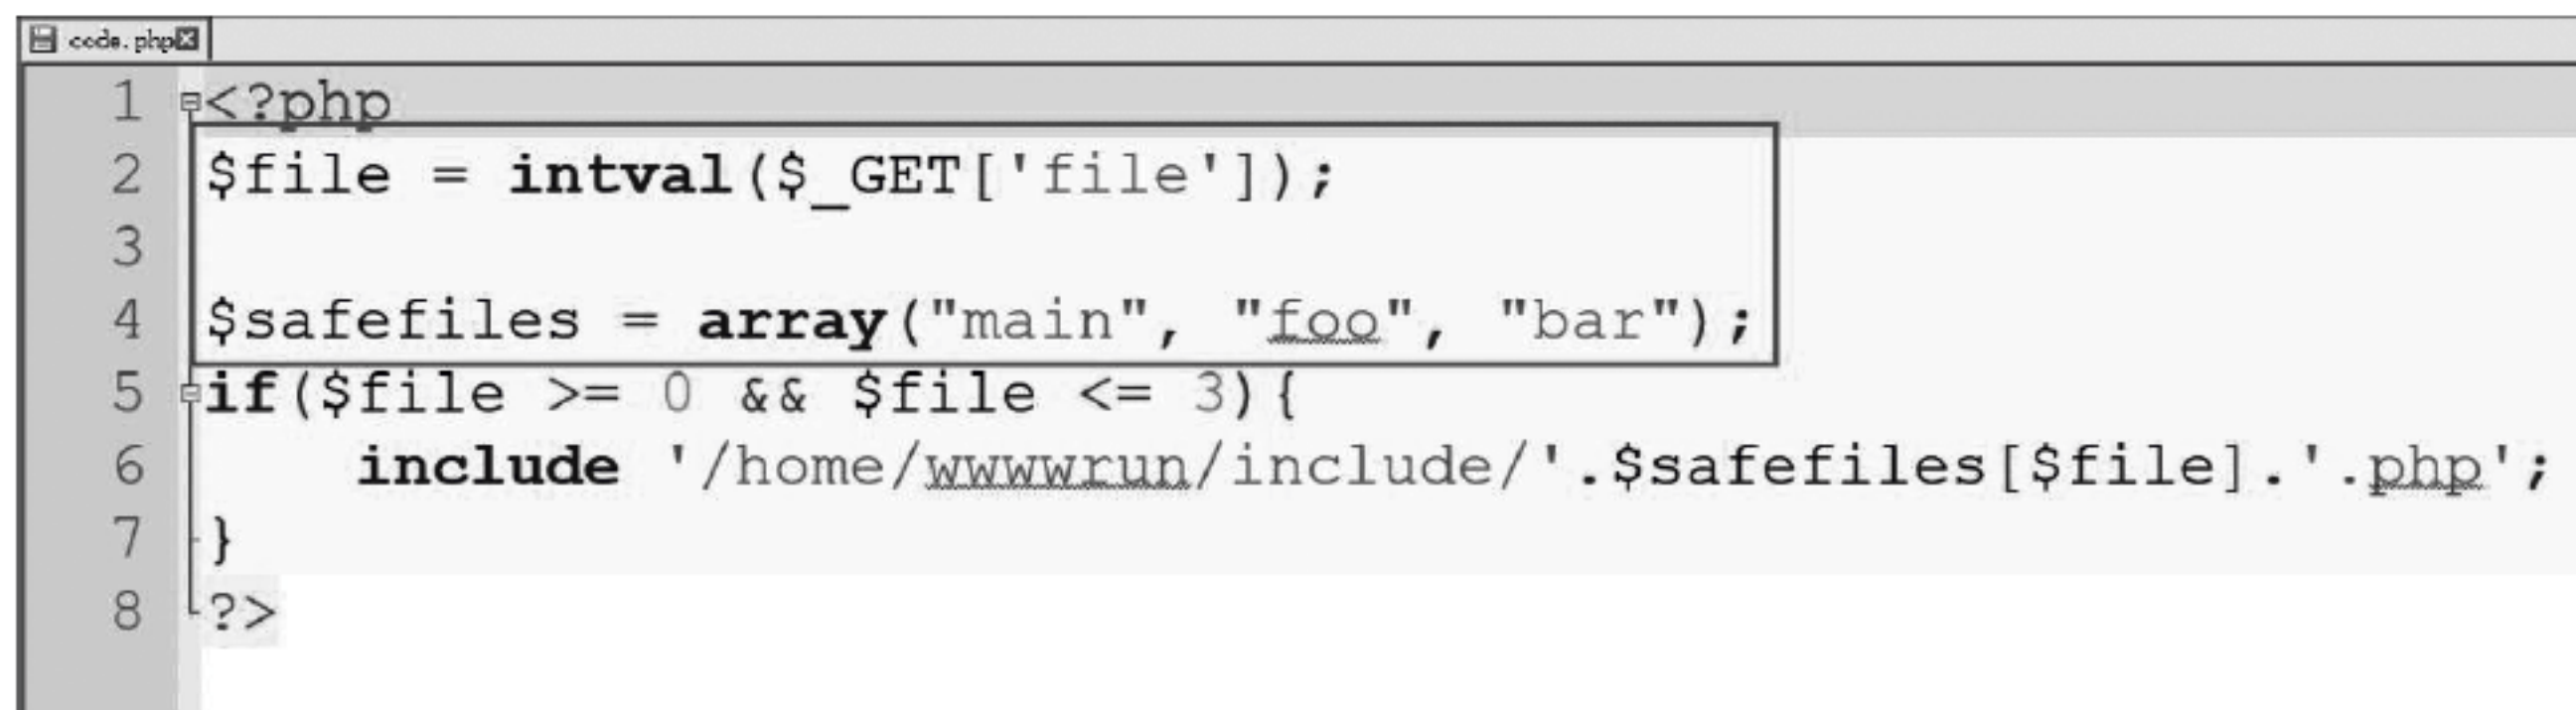 code.php
1 <?php
2 $file = intval($_GET['file']);
3
4 $safefiles = array("main", "foo", "bar");
5 if($file >= 0 && $file <= 3){
6 include '/home/wwwwrun/include/'.$safefiles[$file].'.php';
7 }
8 ?>